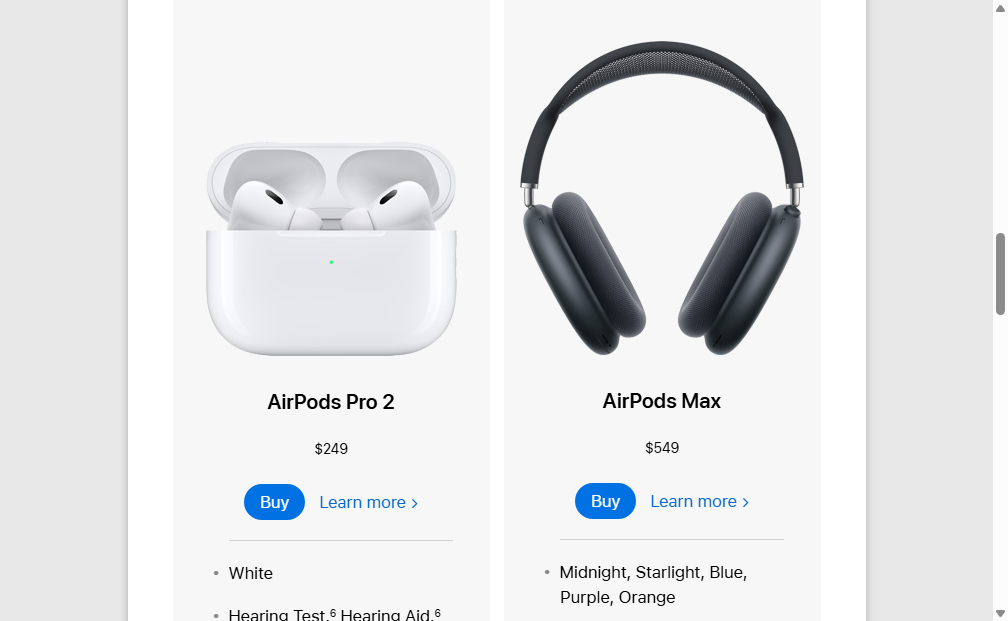 AirPods Pro 2
$249
Buy Learn more >
• White
• Hearing Test,⁶ Hearing Aid,⁶
AirPods Max
$549
Buy Learn more >
• Midnight, Starlight, Blue,
Purple, Orange